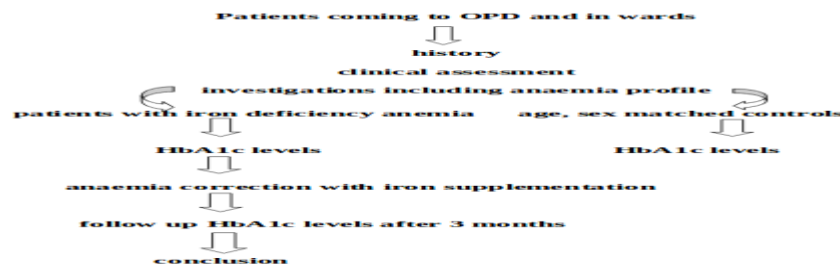 Patients coming to OPD and in wards
history
clinical assessment
investigations including anaemia profile
patients with iron deficiency anemia
age, sex matched controls
HbA1c levels
HbA1c levels
anaemia correction with iron supplementation
follow up HbA1c levels after 3 months
conclusion